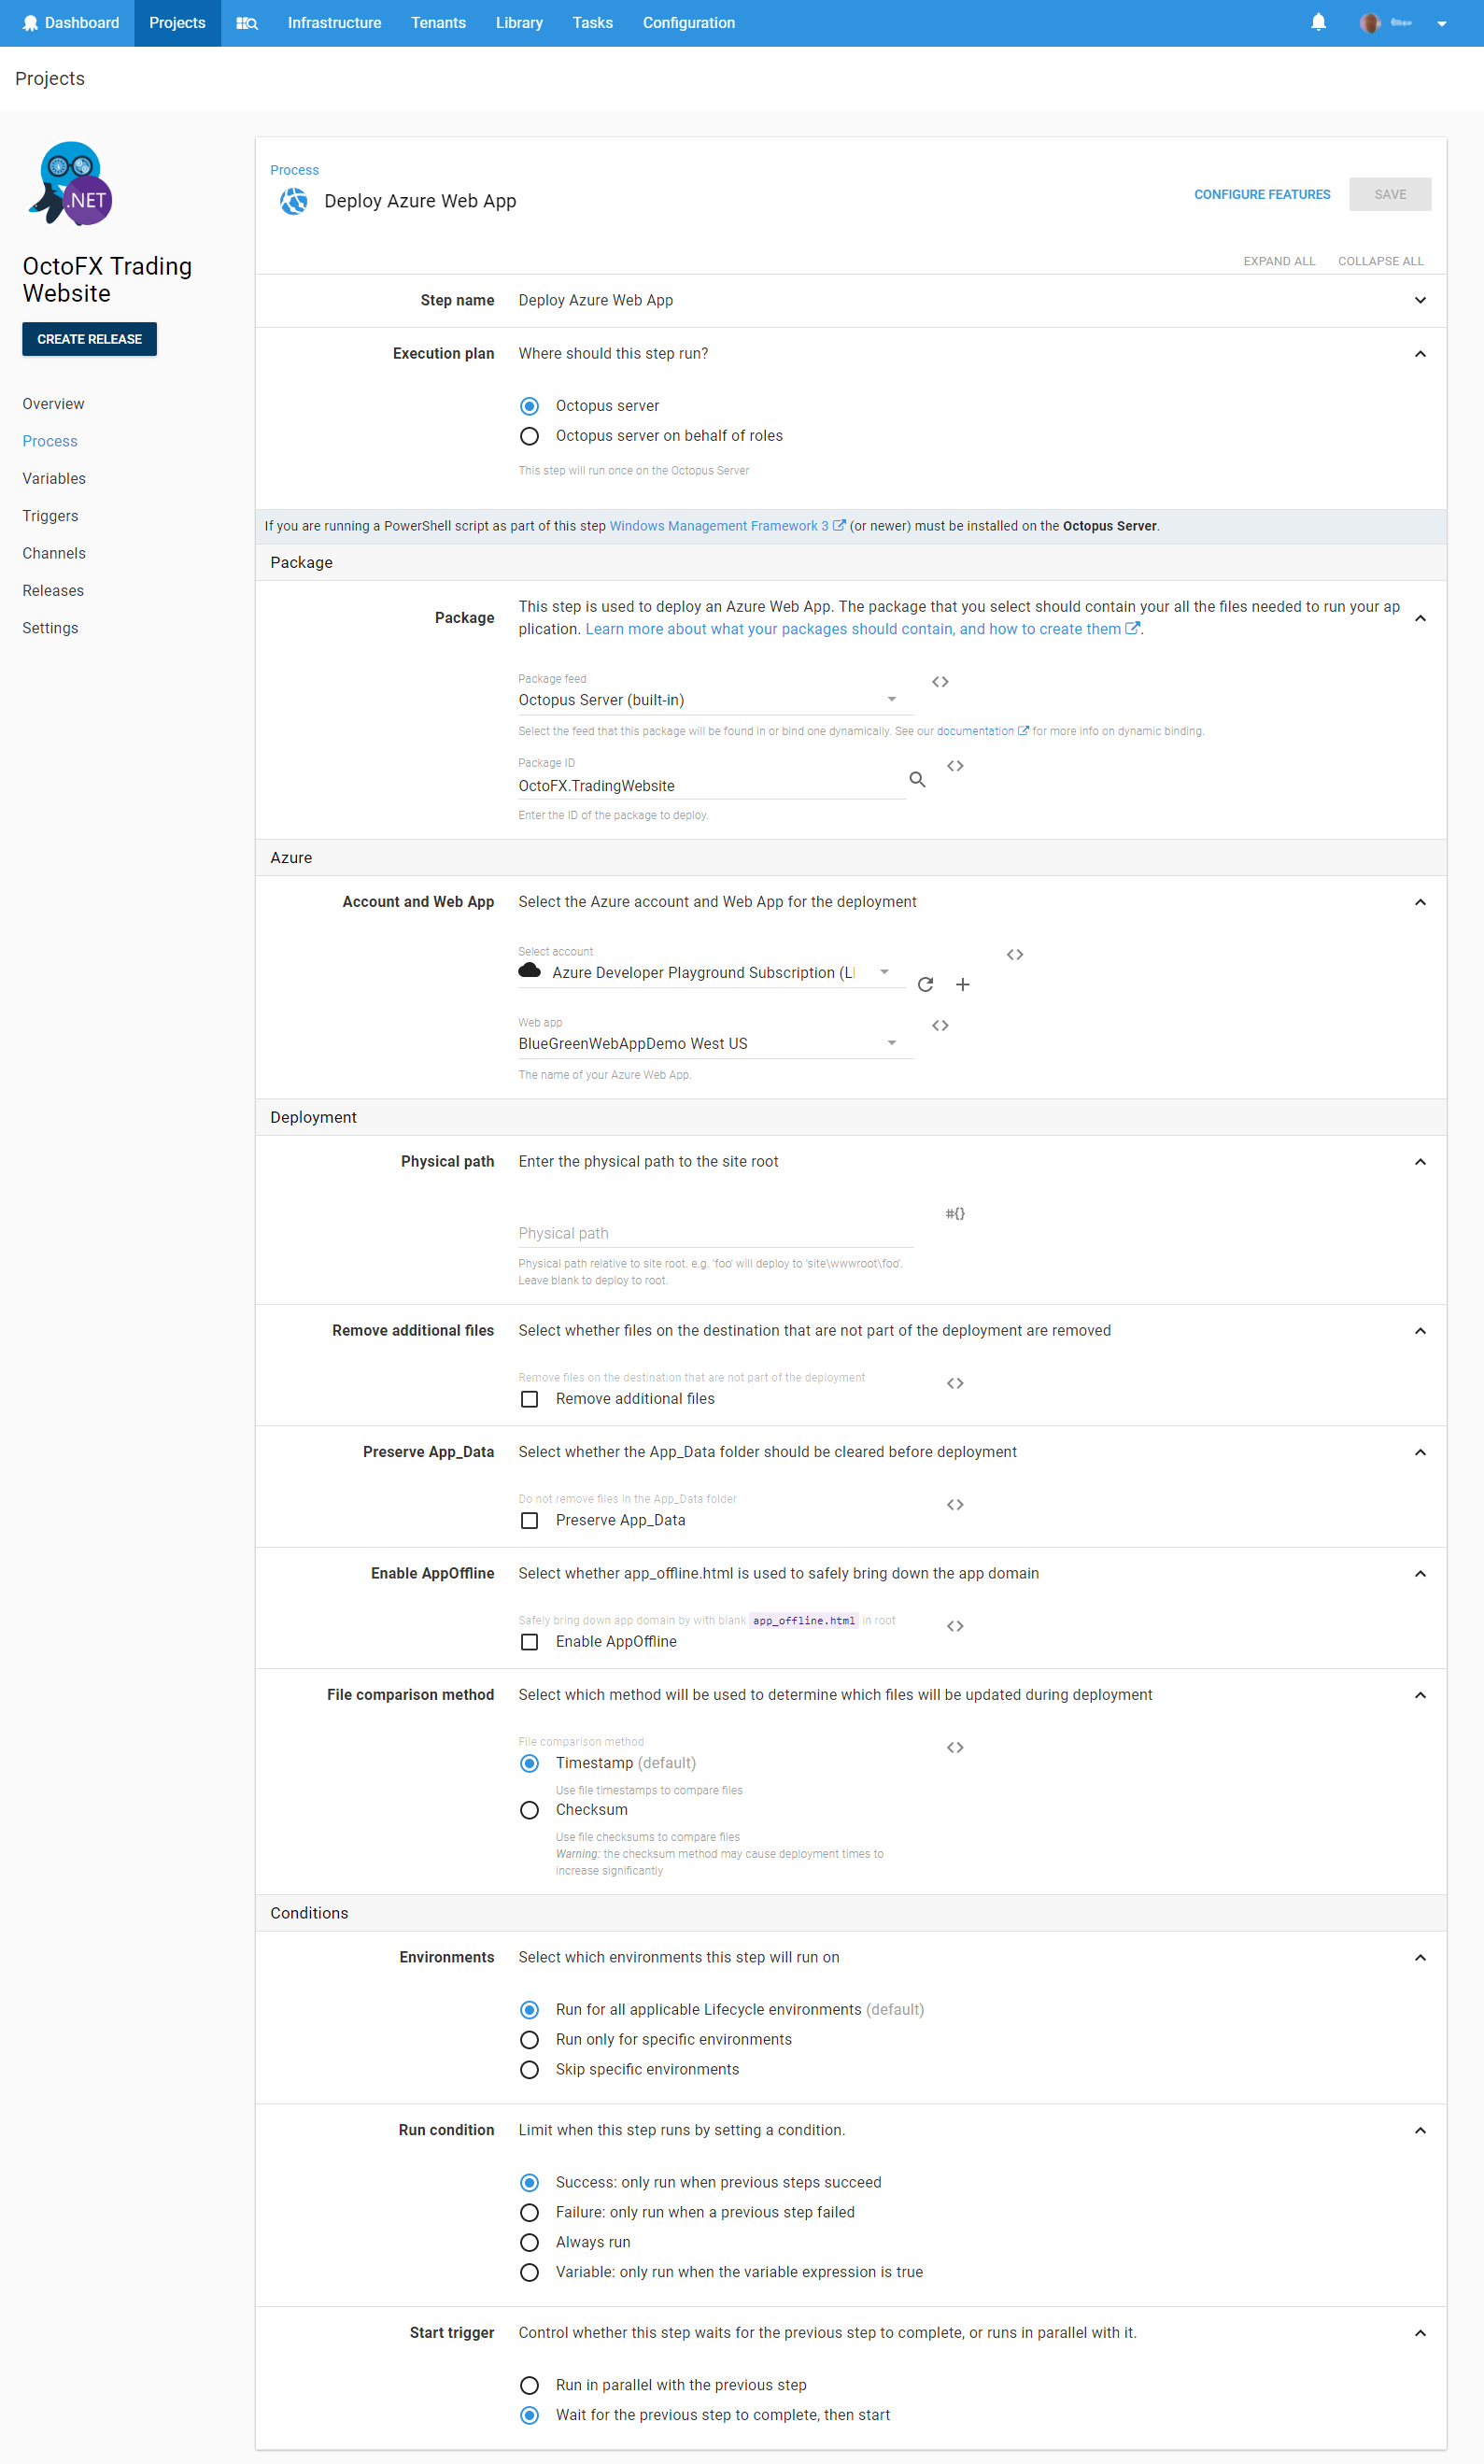 Dashboard Projects Infrastructure Tenants Library Tasks Configuration
Projects
.NET
OctoFX Trading
Website
CREATE RELEASE
Overview
Process
Variables
Triggers
Channels
Releases
Settings
Process
Deploy Azure Web App
CONFIGURE FEATURES SAVE
EXPAND ALL COLLAPSE ALL
Step name Deploy Azure Web App
Execution plan Where should this step run?
Octopus server
Octopus server on behalf of roles
This step will run once on the Octopus Server
If you are running a PowerShell script as part of this step Windows Management Framework 3 (or newer) must be installed on the Octopus Server.
Package
Package This step is used to deploy an Azure Web App. The package that you select should contain your all the files needed to run your ap
plication. Learn more about what your packages should contain, and how to create them.
Package feed
Octopus Server (built-in)
Select the feed that this package will be found in or bind one dynamically. See our documentation for more info on dynamic binding.
Package ID
OctoFX.TradingWebsite
Enter the ID of the package to deploy.
Azure
Account and Web App Select the Azure account and Web App for the deployment
Select account
Azure Developer Playground Subscription (L
Web app
BlueGreenWebAppDemo West US
The name of your Azure Web App.
Deployment
Physical path Enter the physical path to the site root
#{}
Physical path
Physical path relative to site root. e.g. 'foo' will deploy to 'site\wwwroot\foo'.
Leave blank to deploy to root.
Remove additional files Select whether files on the destination that are not part of the deployment are removed
Remove files on the destination that are not part of the deployment
Remove additional files
Preserve App_Data Select whether the App_Data folder should be cleared before deployment
Do not remove files in the App_Data folder
Preserve App_Data
Enable AppOffline Select whether app_offline.html is used to safely bring down the app domain
Safely bring down app domain by with blank app_offline.html in root
Enable AppOffline
File comparison method Select which method will be used to determine which files will be updated during deployment
File comparison method
Timestamp (default)
Use file timestamps to compare files
Checksum
Use file checksums to compare files
Warning: the checksum method may cause deployment times to
increase significantly
Conditions
Environments Select which environments this step will run on
Run for all applicable Lifecycle environments (default)
Run only for specific environments
Skip specific environments
Run condition Limit when this step runs by setting a condition.
Success: only run when previous steps succeed
Failure: only run when a previous step failed
Always run
Variable: only run when the variable expression is true
Start trigger Control whether this step waits for the previous step to complete, or runs in parallel with it.
Run in parallel with the previous step
Wait for the previous step to complete, then start